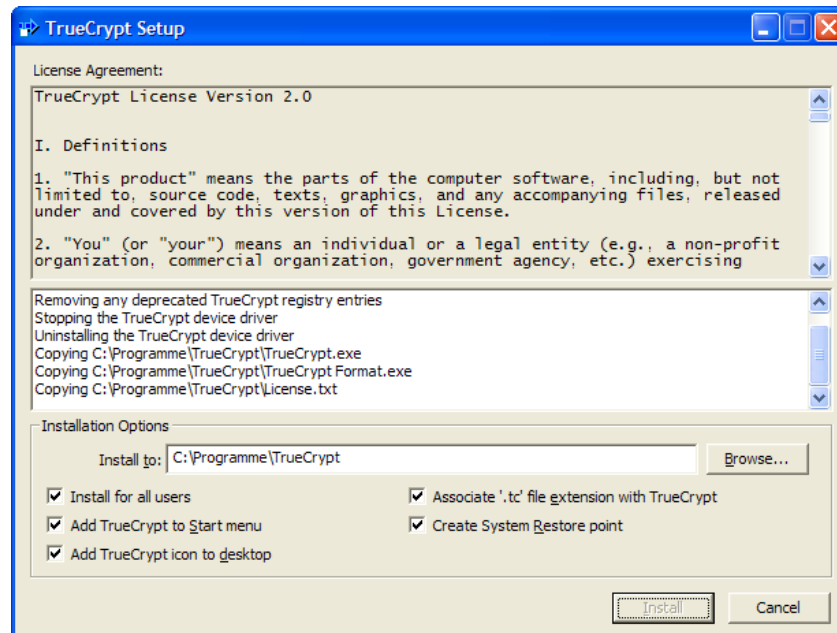 TrueCrypt Setup
License Agreement:
TrueCrypt License Version 2.0
I. Definitions
1. "This product" means the parts of the computer software, including, but not
limited to, source code, texts, graphics, and any accompanying files, released
under and covered by this version of this License.
2. "You" (or "your") means an individual or a legal entity (e.g., a non-profit
organization, commercial organization, government agency, etc.) exercising
Removing any deprecated TrueCrypt registry entries
Stopping the TrueCrypt device driver
Uninstalling the TrueCrypt device driver
Copying C:\Programme\TrueCrypt\TrueCrypt.exe
Copying C:\Programme\TrueCrypt\TrueCrypt Format.exe
Copying C:\Programme\TrueCrypt\License.txt
Installation Options
Install to: C:\Programme\TrueCrypt Browse...
Install for all users
Associate '.tc' file extension with TrueCrypt
Add TrueCrypt to Start menu
Create System Restore point
Add TrueCrypt icon to desktop
Install Cancel